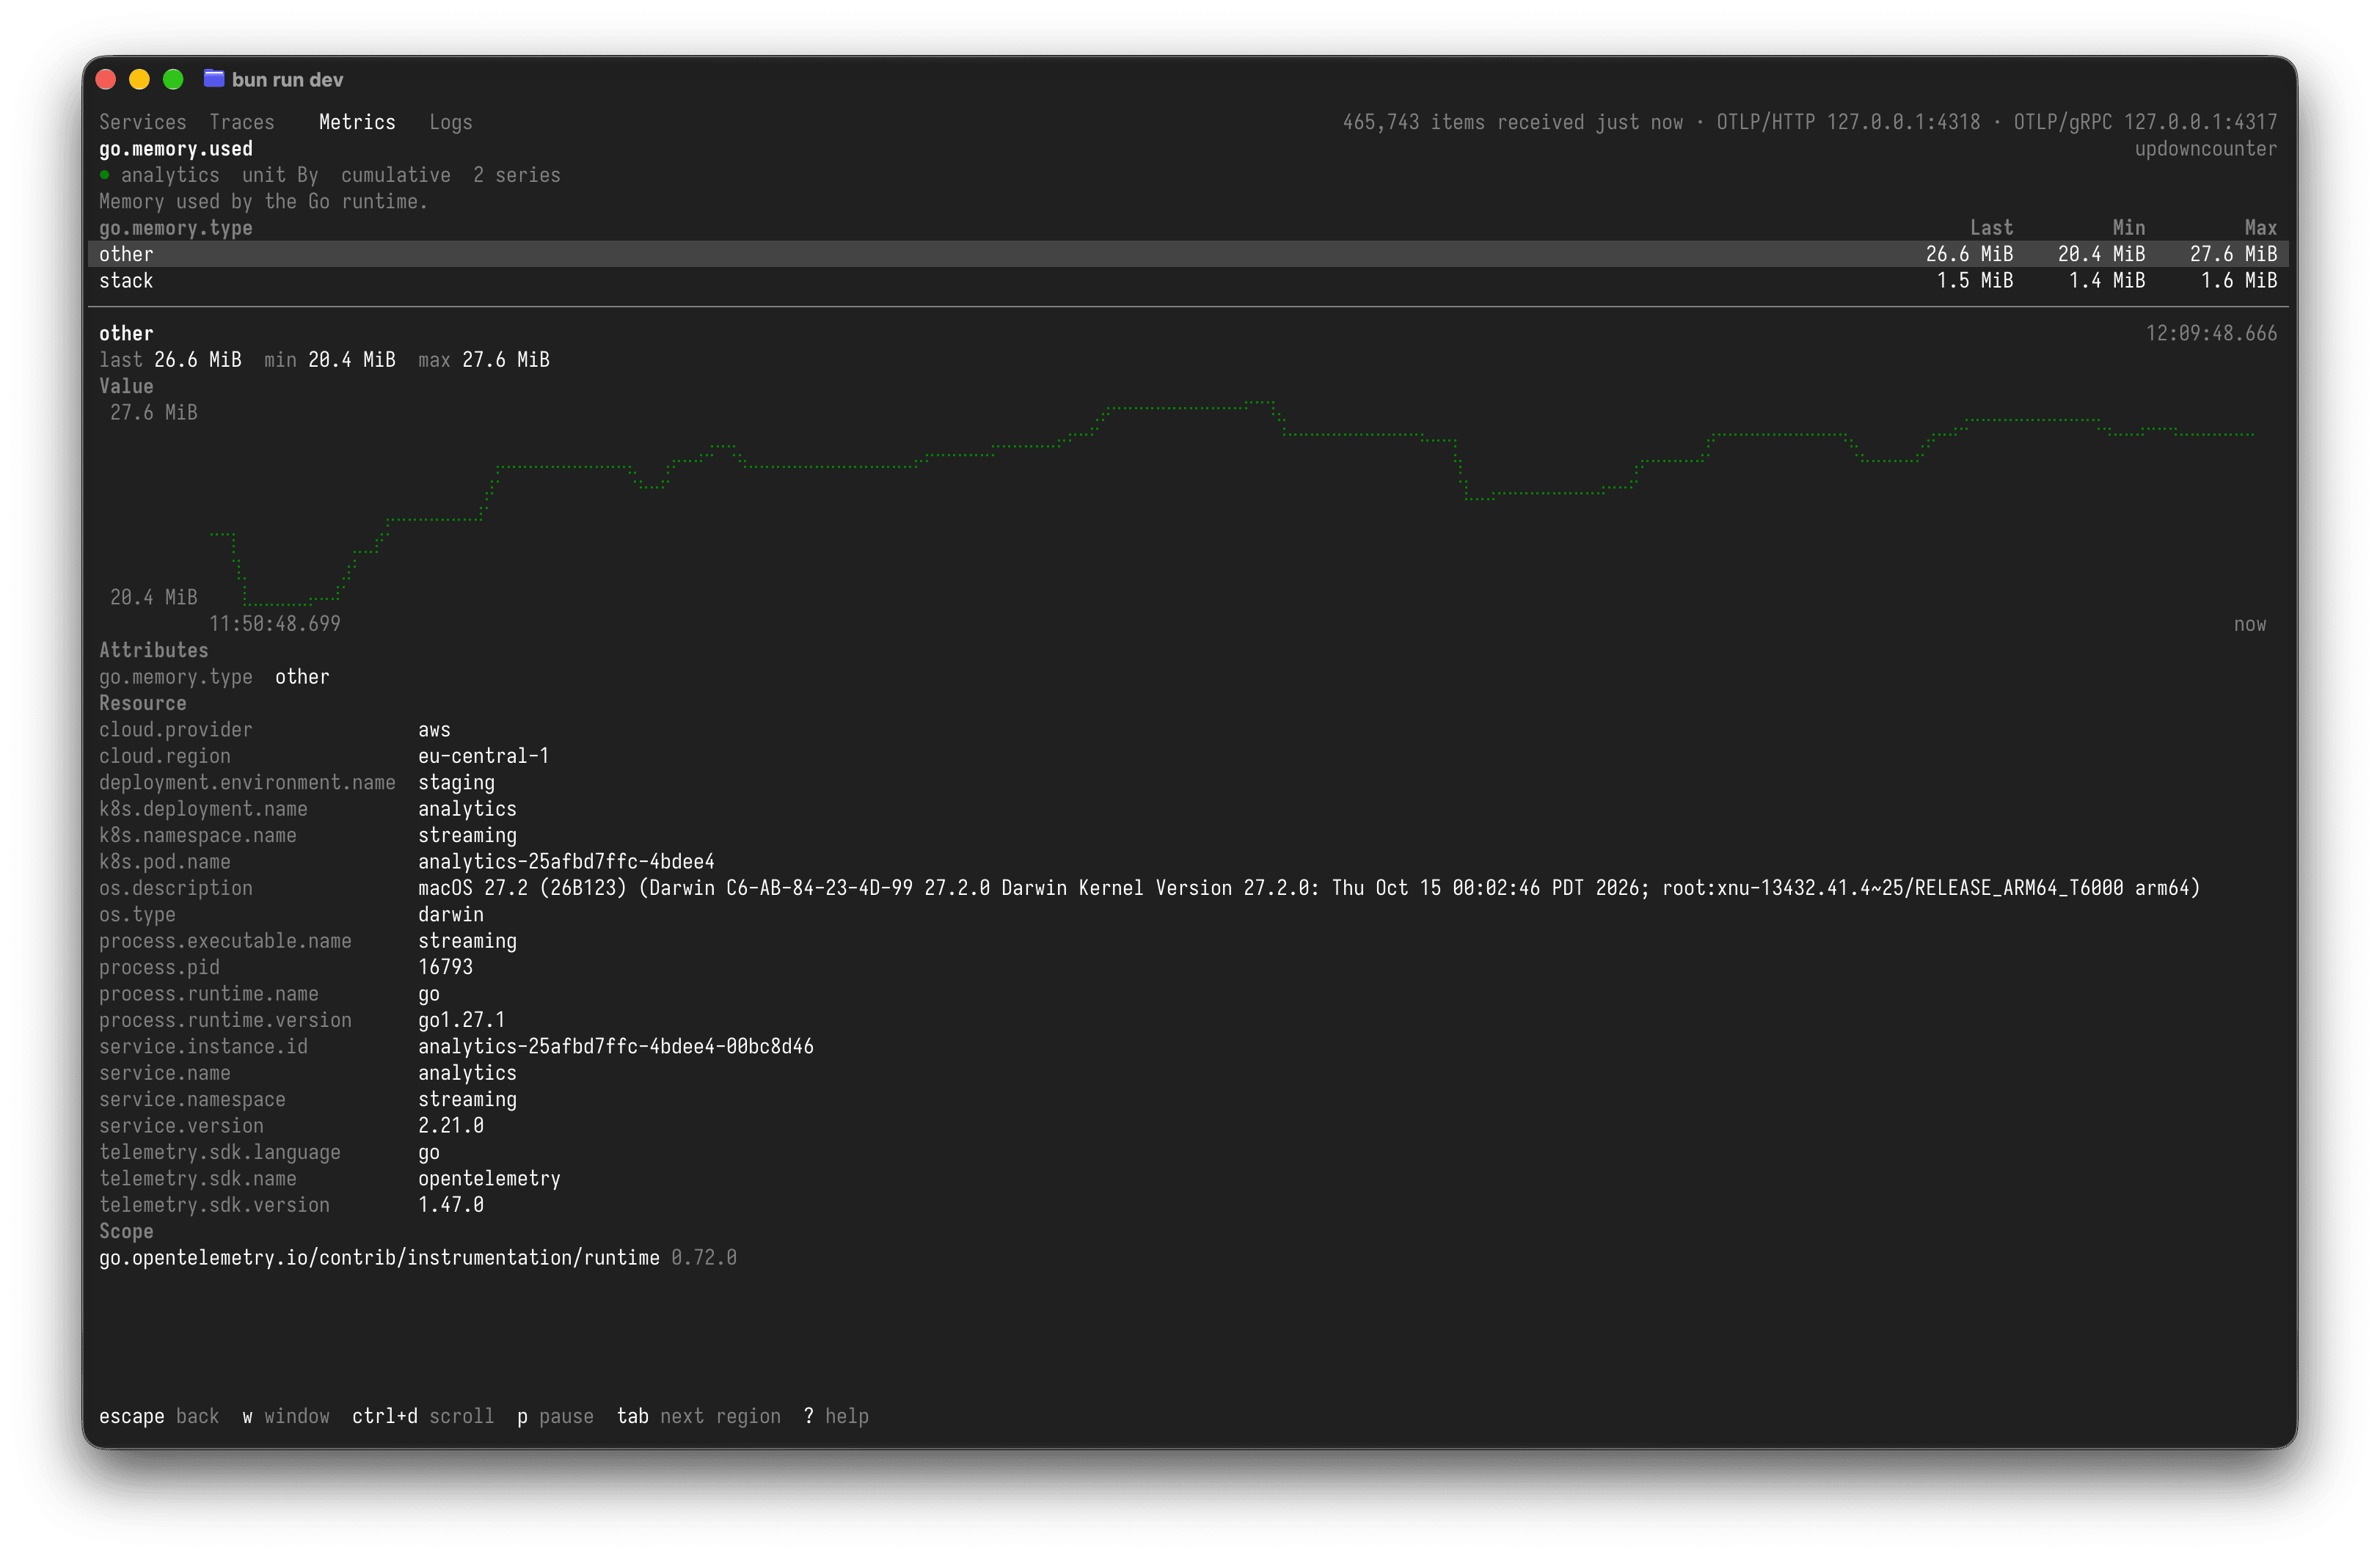 bun run dev
Services Traces Metrics Logs 465,743 items received just now · OTLP/HTTP 127.0.0.1:4318 · OTLP/gRPC 127.0.0.1:4317
go.memory.used updowncounter
● analytics unit By cumulative 2 series
Memory used by the Go runtime.
go.memory.type Last Min Max
other 26.6 MiB 20.4 MiB 27.6 MiB
stack 1.5 MiB 1.4 MiB 1.6 MiB
other 12:09:48.666
last 26.6 MiB min 20.4 MiB max 27.6 MiB
Value
27.6 MiB
20.4 MiB
11:50:48.699 now
Attributes
go.memory.type other
Resource
cloud.provider aws
cloud.region eu-central-1
deployment.environment.name staging
k8s.deployment.name analytics
k8s.namespace.name streaming
k8s.pod.name analytics-25afbd7ffc-4bdee4
os.description macOS 27.2 (26B123) (Darwin C6-AB-84-23-4D-99 27.2.0 Darwin Kernel Version 27.2.0: Thu Oct 15 00:02:46 PDT 2026; root:xnu-13432.41.4~25/RELEASE_ARM64_T6000 arm64)
os.type darwin
process.executable.name streaming
process.pid 16793
process.runtime.name go
process.runtime.version go1.27.1
service.instance.id analytics-25afbd7ffc-4bdee4-00bc8d46
service.name analytics
service.namespace streaming
service.version 2.21.0
telemetry.sdk.language go
telemetry.sdk.name opentelemetry
telemetry.sdk.version 1.47.0
Scope
go.opentelemetry.io/contrib/instrumentation/runtime 0.72.0
escape back w window ctrl+d scroll p pause tab next region ? help